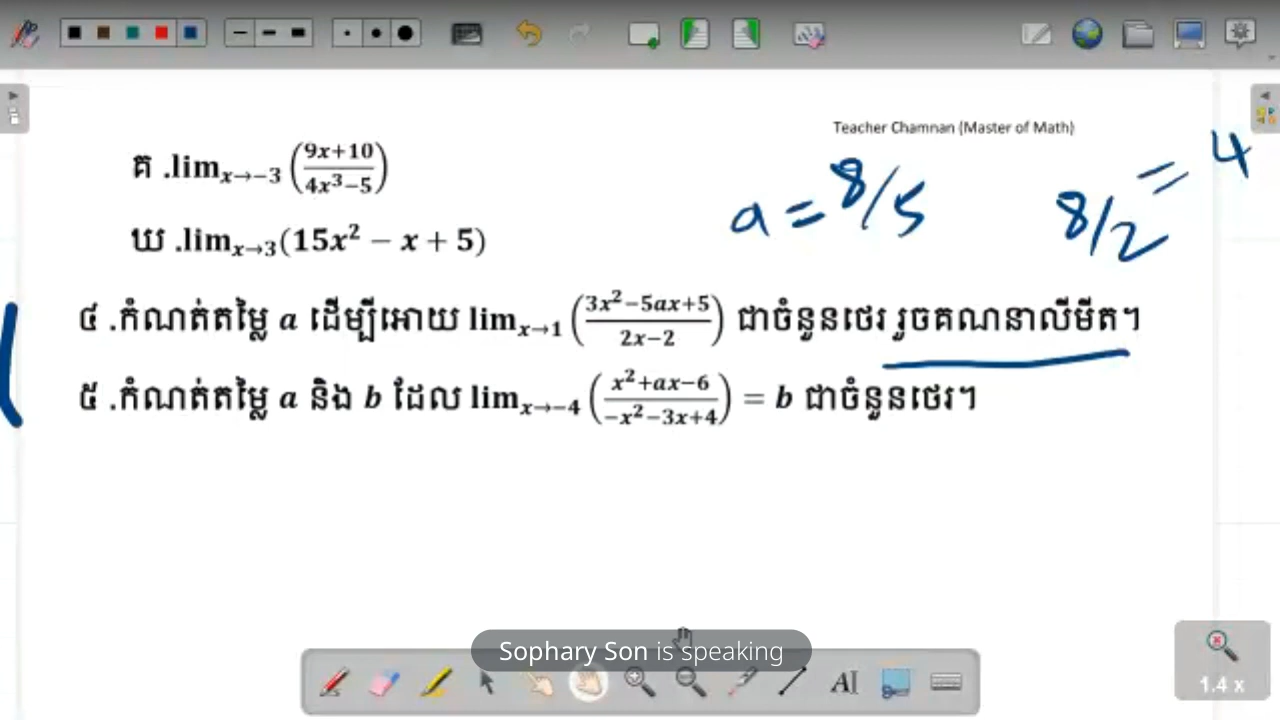 Teacher Chamnan (Master of Math)
គ .lim_{x→−3} ((9x+10)/(4x³−5))
a = 8/5
8/2 = 4
ឃ .lim_{x→3}(15x² − x + 5)
៤ .កំណត់តម្លៃ a ដើម្បីអោយ lim_{x→1} ((3x²−5ax+5)/(2x−2)) ជាចំនួនថេរ រួចគណនាលីមីត។
៥ .កំណត់តម្លៃ a និង b ដែល lim_{x→−4} ((x²+ax−6)/(−x²−3x+4)) = b ជាចំនួនថេរ។
Sophary Son is speaking
AI
1.4 x